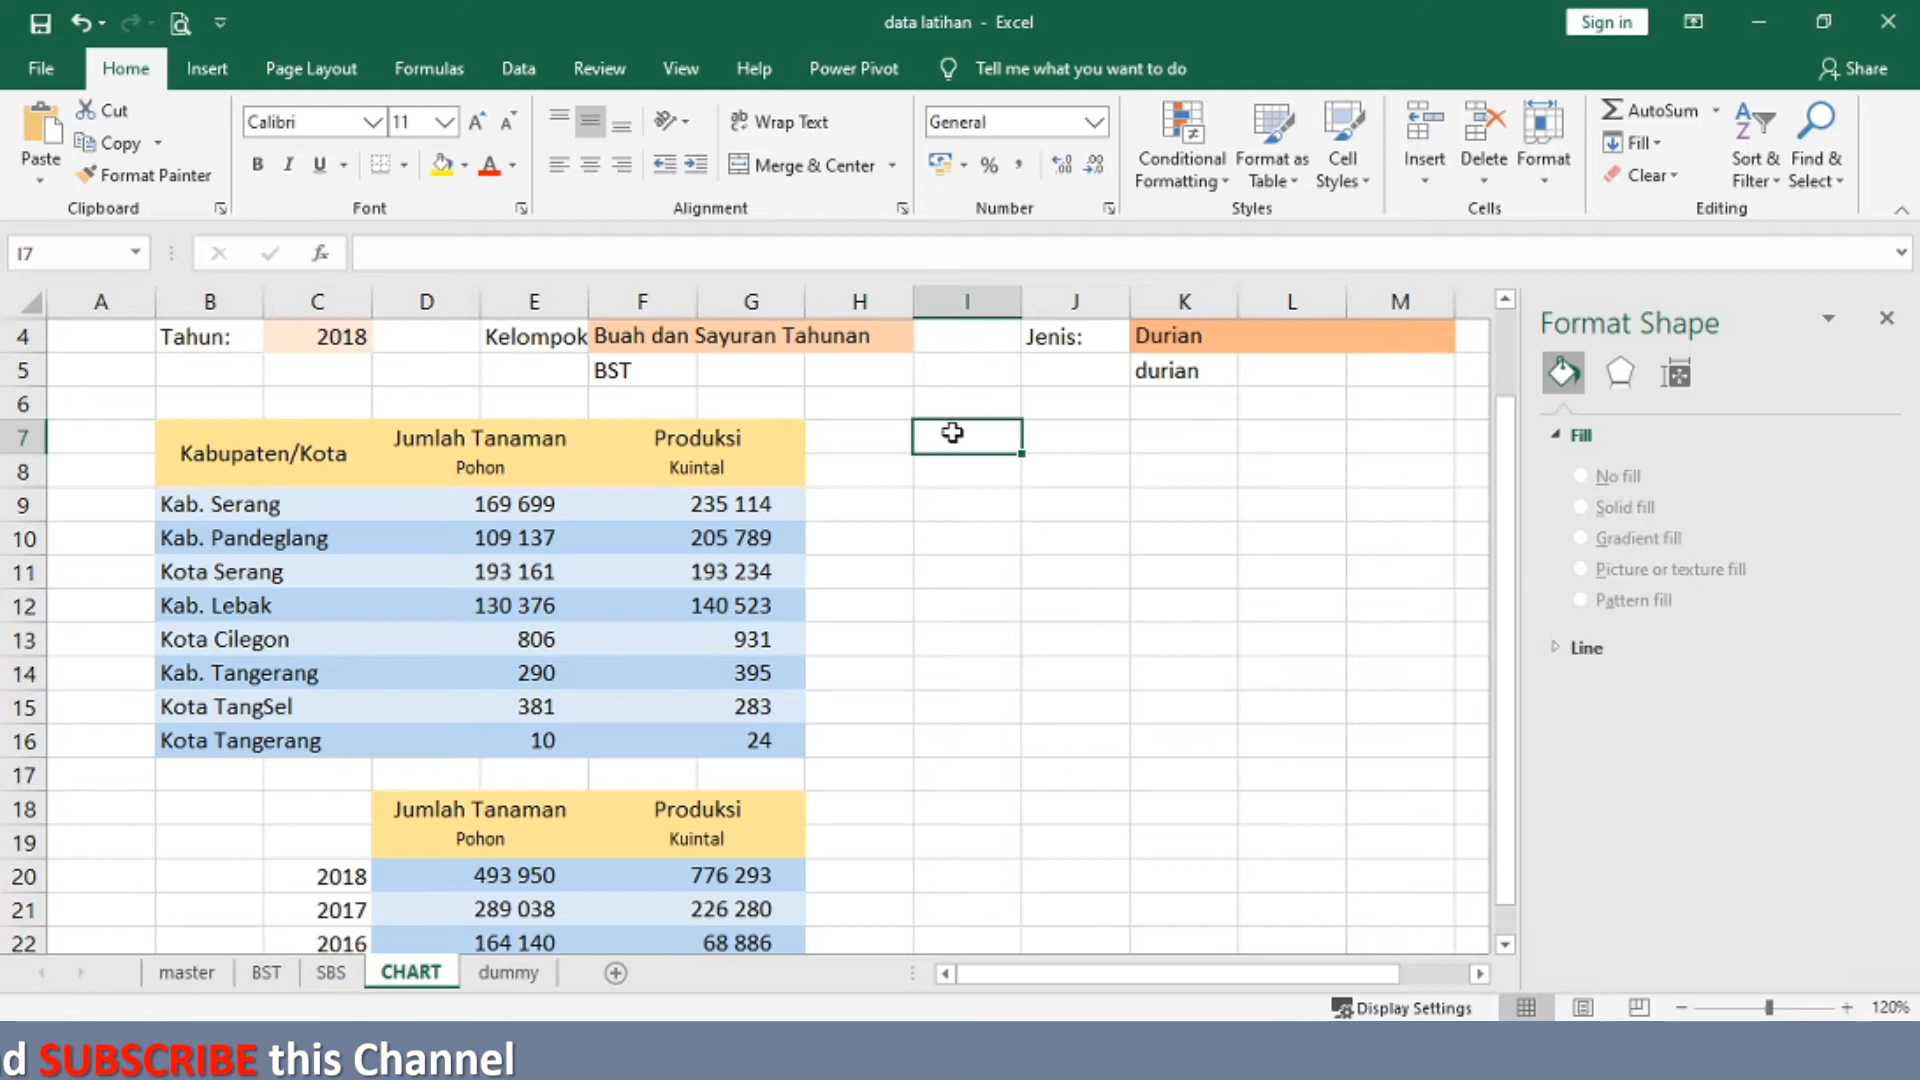 data latihan - Excel
Sign in
File Home Insert Page Layout Formulas Data Review View Help Power Pivot Tell me what you want to do Share
Paste
Cut
Copy
Format Painter
Clipboard
Calibri 11
B I U
Font
Wrap Text
Merge & Center
Alignment
General
Number
Conditional Formatting
Format as Table
Cell Styles
Styles
Insert
Delete
Format
Cells
AutoSum
Fill
Clear
Sort & Filter
Find & Select
Editing
I7
fx
A B C D E F G H I J K L M
4 Tahun: 2018 Kelompok Buah dan Sayuran Tahunan Jenis: Durian
5 BST durian
6
7 Kabupaten/Kota Jumlah Tanaman Produksi
8 Pohon Kuintal
9 Kab. Serang 169 699 235 114
10 Kab. Pandeglang 109 137 205 789
11 Kota Serang 193 161 193 234
12 Kab. Lebak 130 376 140 523
13 Kota Cilegon 806 931
14 Kab. Tangerang 290 395
15 Kota TangSel 381 283
16 Kota Tangerang 10 24
17
18 Jumlah Tanaman Produksi
19 Pohon Kuintal
20 2018 493 950 776 293
21 2017 289 038 226 280
22 2016 164 140 68 886
Format Shape
Fill
No fill
Solid fill
Gradient fill
Picture or texture fill
Pattern fill
Line
master BST SBS CHART dummy
Display Settings 120%
d SUBSCRIBE this Channel